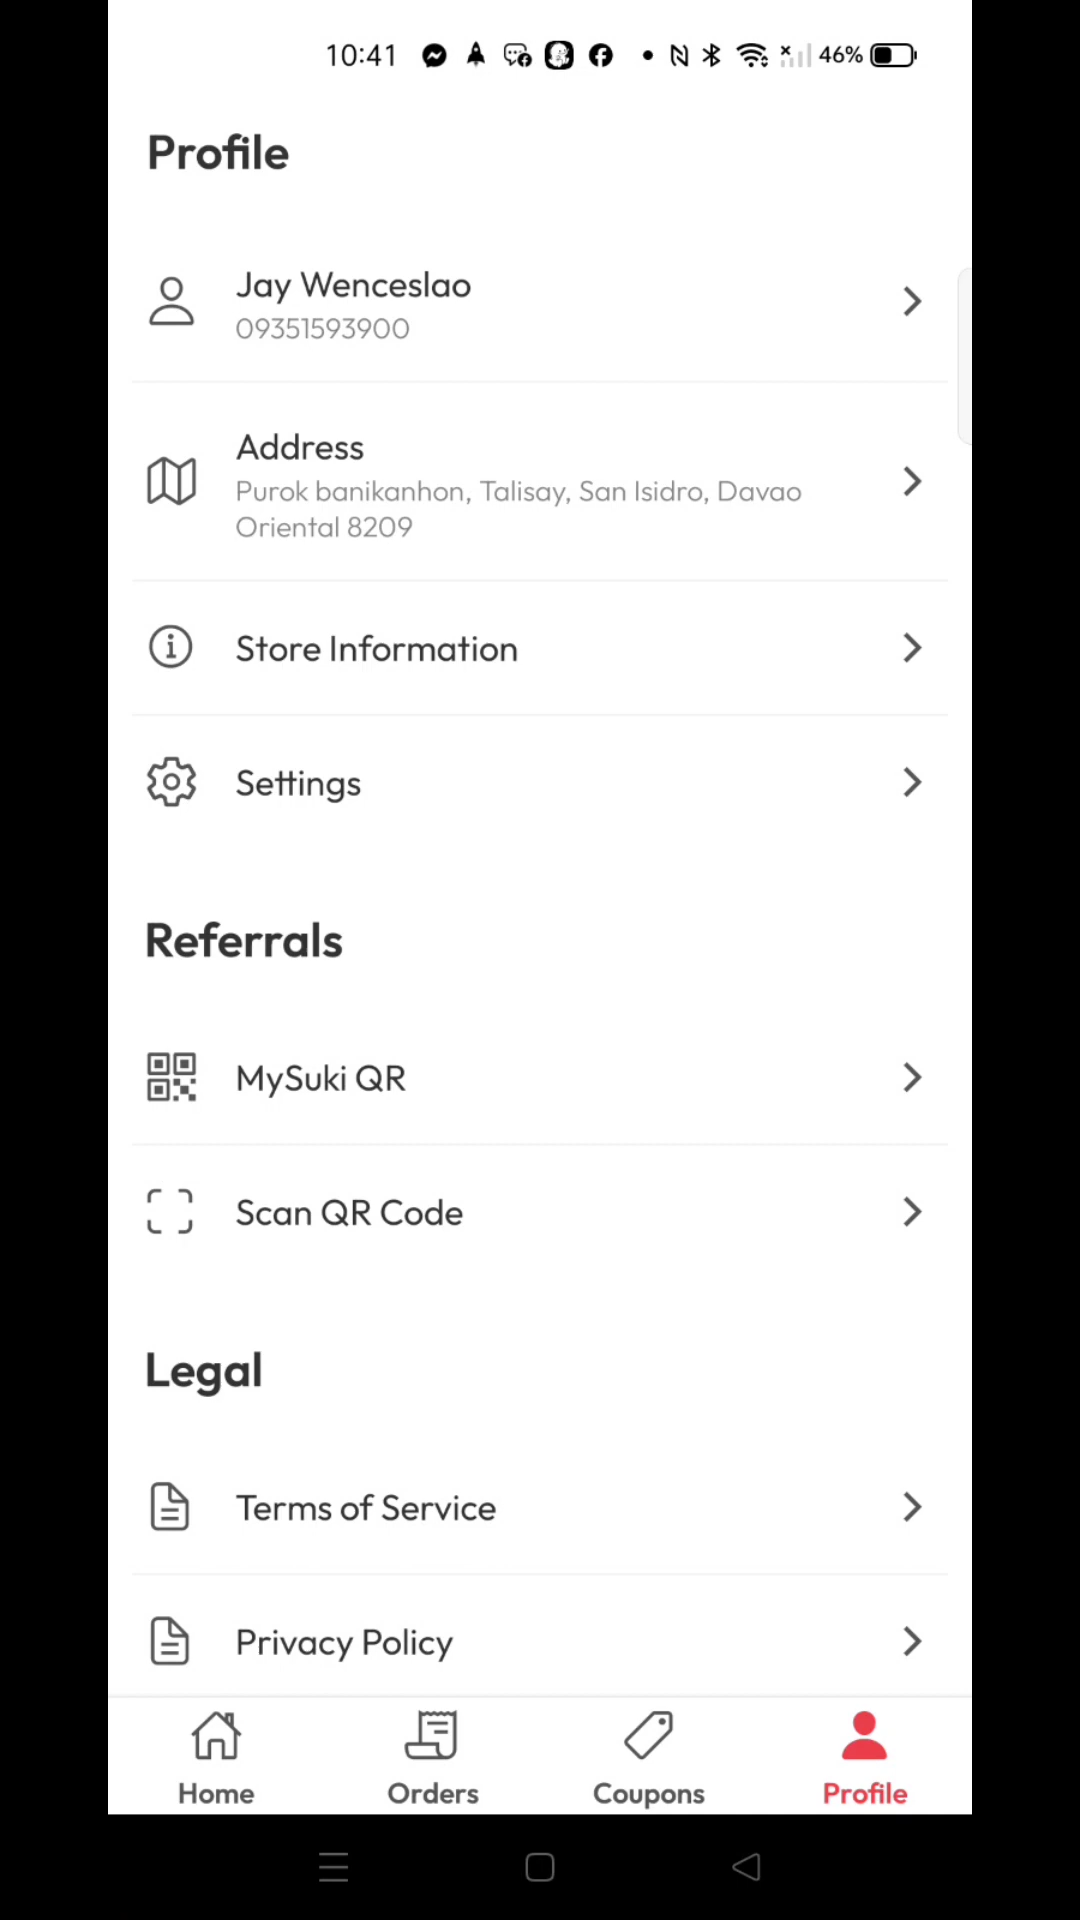 10:41
46%
Profile
Jay Wenceslao
09351593900
Address
Purok banikanhon, Talisay, San Isidro, Davao
Oriental 8209
Store Information
Settings
Referrals
MySuki QR
Scan QR Code
Legal
Terms of Service
Privacy Policy
Home Orders Coupons Profile